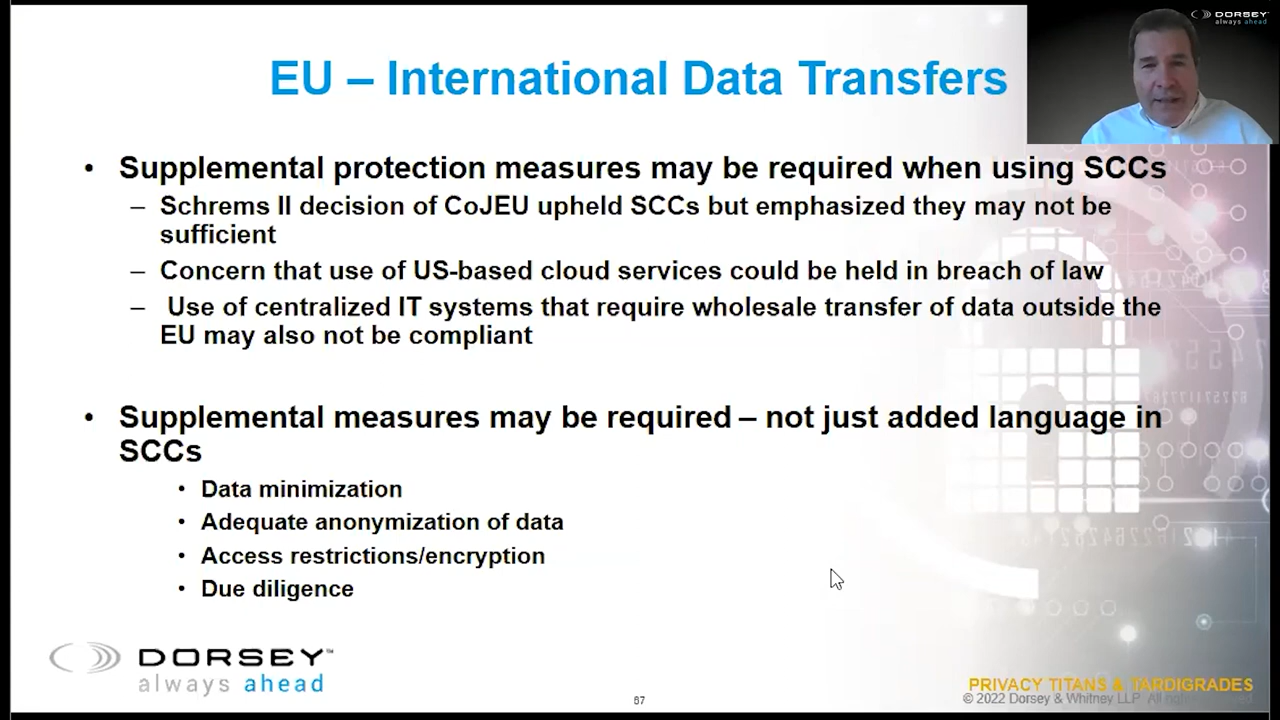 DORSEY
always ahead
EU – International Data Transfers
• Supplemental protection measures may be required when using SCCs
– Schrems II decision of CoJEU upheld SCCs but emphasized they may not be
sufficient
– Concern that use of US-based cloud services could be held in breach of law
– Use of centralized IT systems that require wholesale transfer of data outside the
EU may also not be compliant
• Supplemental measures may be required – not just added language in
SCCs
• Data minimization
• Adequate anonymization of data
• Access restrictions/encryption
• Due diligence
DORSEY™
always ahead
67
PRIVACY TITANS & TARDIGRADES
© 2022 Dorsey & Whitney LLP. All rights reserved